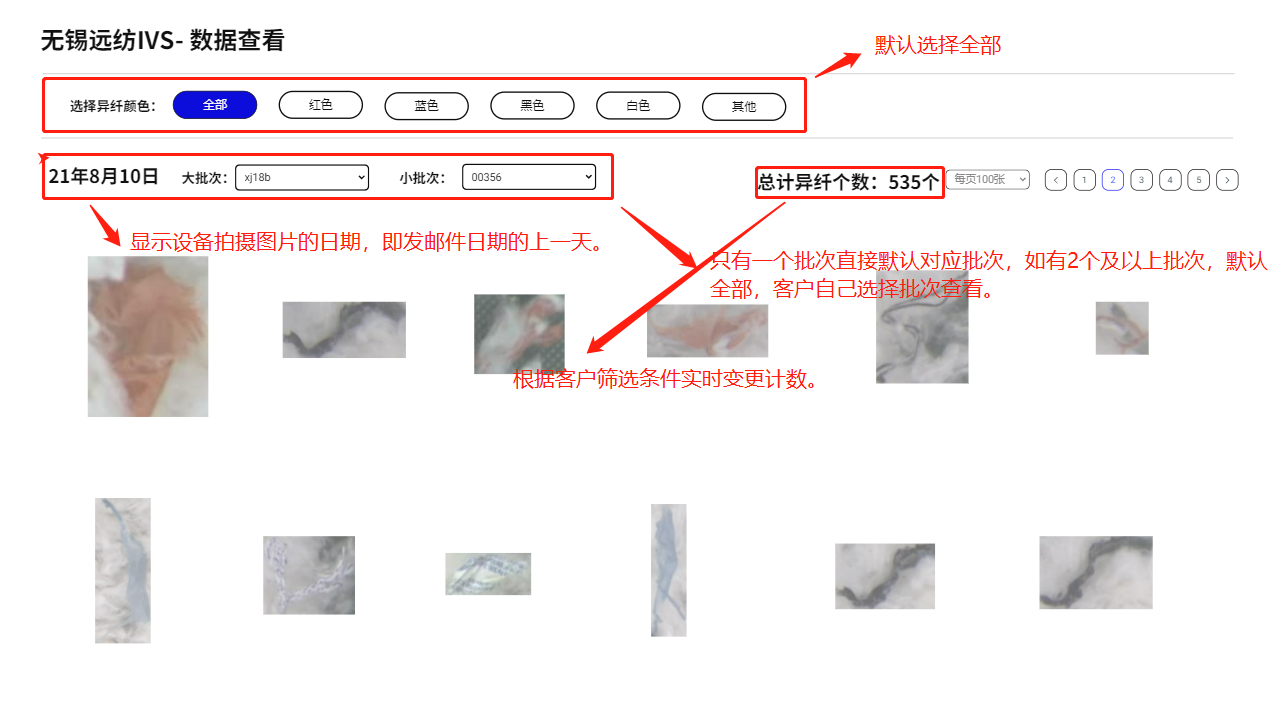 无锡远纺IVS- 数据查看
默认选择全部
选择异纤颜色： 全部 红色 蓝色 黑色 白色 其他
21年8月10日 大批次： xj18b 小批次： 00356 总计异纤个数：535个 每页100张 < 1 2 3 4 5 >
显示设备拍摄图片的日期，即发邮件日期的上一天。
只有一个批次直接默认对应批次，如有2个及以上批次，默认
全部，客户自己选择批次查看。
根据客户筛选条件实时变更计数。